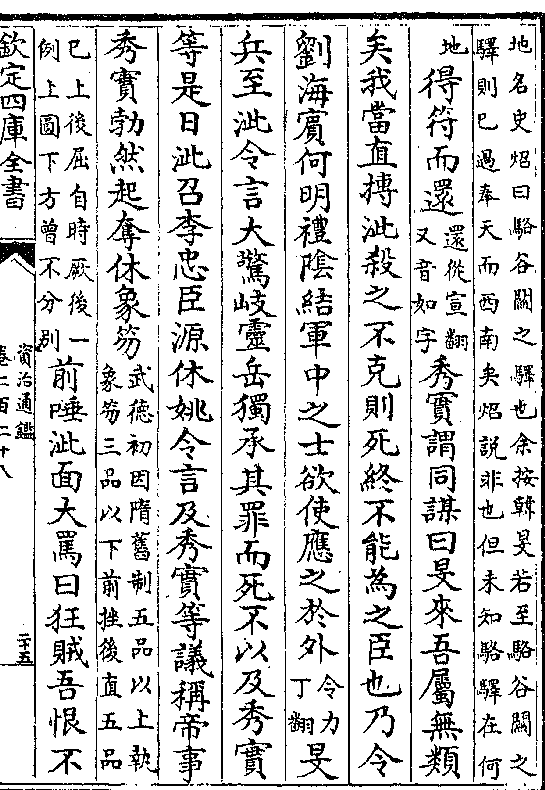 地名史炤曰駱谷關之驛也余按韓旻若至駱谷關之
驛則已過奉天而西南矣炤說非也但未知駱驛在何
地得符而還還從宣翻又音如字秀實謂同謀曰旻來吾屬無類
矣我當直搏泚殺之不克則死終不能為之臣也乃令
劉海賓何明禮陰結軍中之士欲使應之於外令力丁翻旻
兵至泚令言大驚岐靈岳獨承其罪而死不以及秀實
等是日泚召李忠臣源休姚令言及秀實等議稱帝事
秀實勃然起奪休象笏武德初因隋舊制五品以上執象笏三品以下前挫後直五品
已上後屈自時厥後一例上圓下方曾不分別前唾泚面大罵曰狂賊吾恨不
欽定四庫全書
資治通鑑
卷二百二十八
二十五